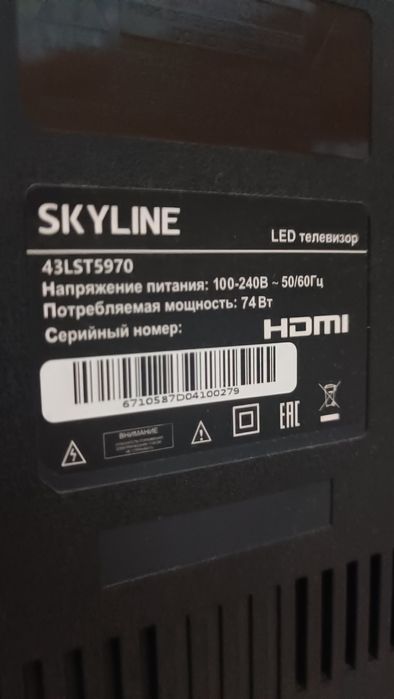 SKYLINE
LED телевизор
43LST5970
Напряжение питания: 100-240В ~ 50/60Гц
Потребляемая мощность: 74 Вт
Серийный номер:
HDMI
6710587D04100279
ВНИМАНИЕ
EAC